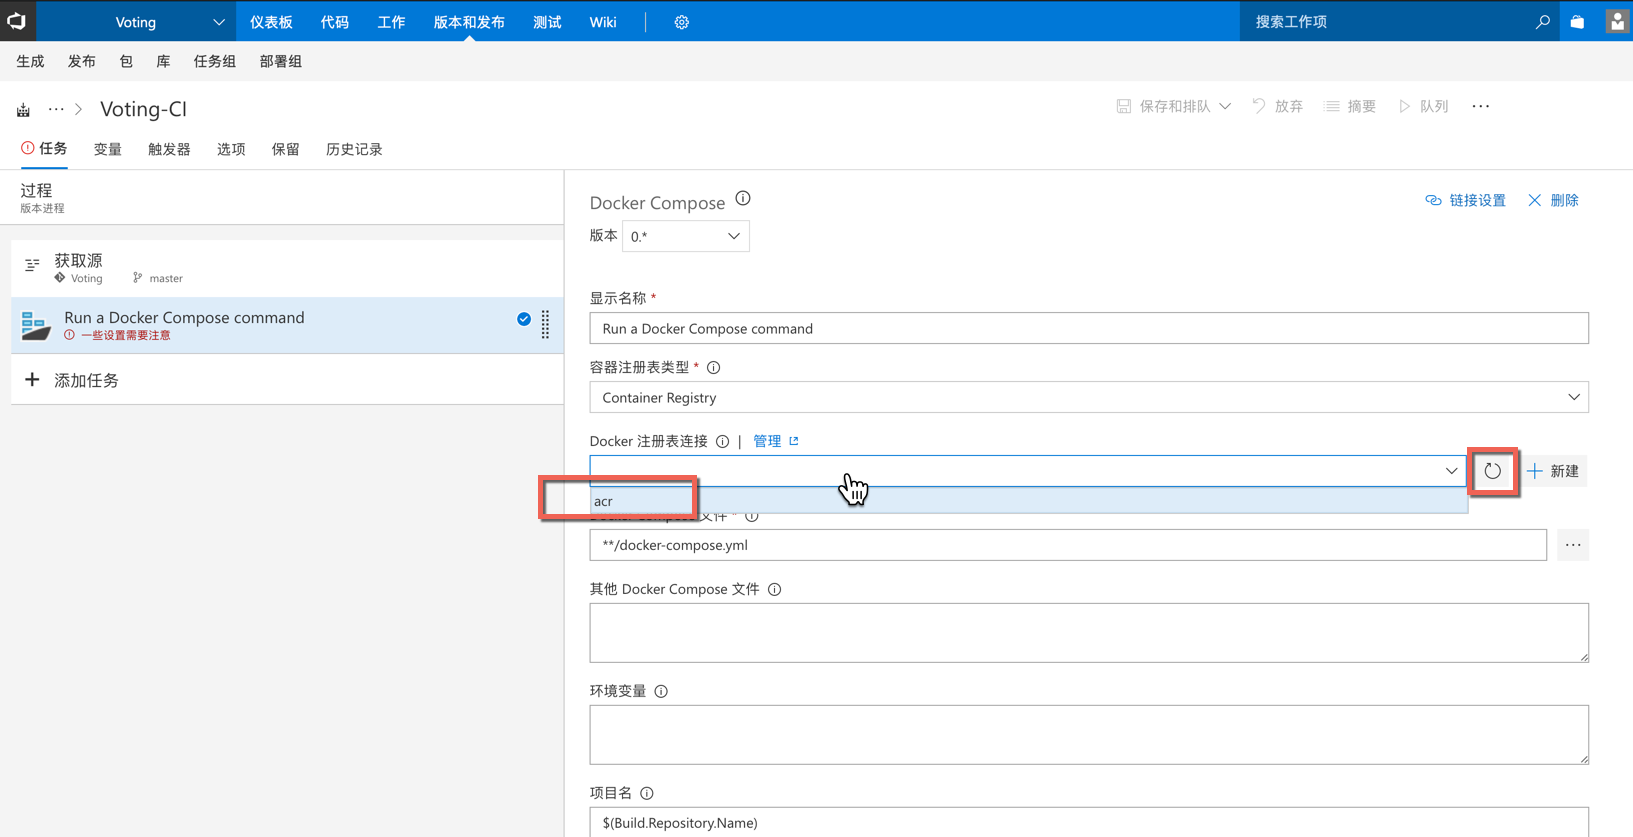 Voting 仪表板 代码 工作 版本和发布 测试 Wiki 搜索工作项
生成 发布 包 库 任务组 部署组
··· Voting-CI 保存和排队 放弃 摘要 队列 ···
任务 变量 触发器 选项 保留 历史记录
过程
版本进程
获取源
Voting master
Run a Docker Compose command
一些设置需要注意
添加任务
Docker Compose 链接设置 删除
版本 0.*
显示名称 *
Run a Docker Compose command
容器注册表类型 *
Container Registry
Docker 注册表连接 | 管理
新建
acr
Docker Compose 文件 *
**/docker-compose.yml
···
其他 Docker Compose 文件
环境变量
项目名
$(Build.Repository.Name)